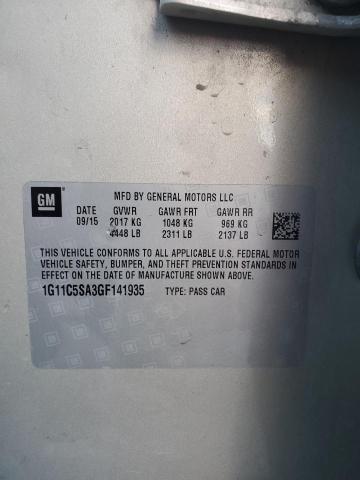 GM
MFD BY GENERAL MOTORS LLC
DATE GVWR GAWR FRT GAWR RR
09/15 2017 KG 1048 KG 969 KG
4448 LB 2311 LB 2137 LB
THIS VEHICLE CONFORMS TO ALL APPLICABLE U.S. FEDERAL MOTOR
VEHICLE SAFETY, BUMPER, AND THEFT PREVENTION STANDARDS IN
EFFECT ON THE DATE OF MANUFACTURE SHOWN ABOVE.
1G11C5SA3GF141935 TYPE: PASS CAR